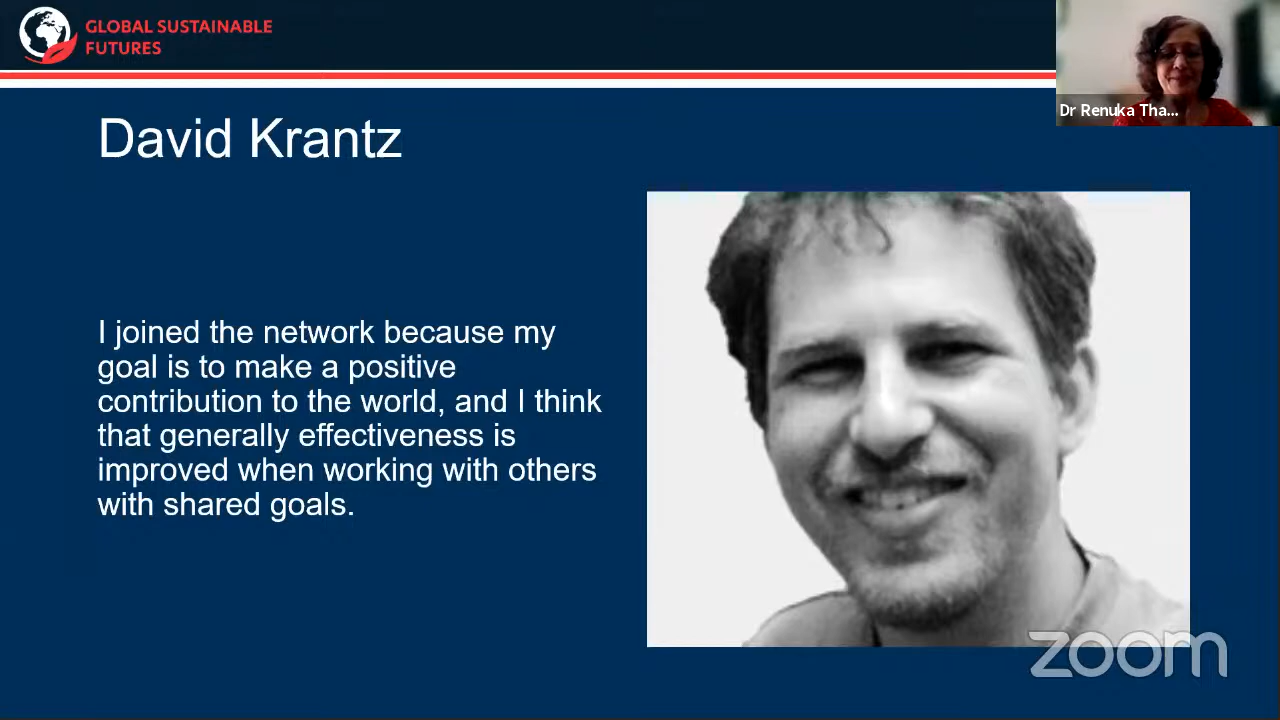 GLOBAL SUSTAINABLE
FUTURES
Dr Renuka Tha...
David Krantz
I joined the network because my
goal is to make a positive
contribution to the world, and I think
that generally effectiveness is
improved when working with others
with shared goals.
zoom